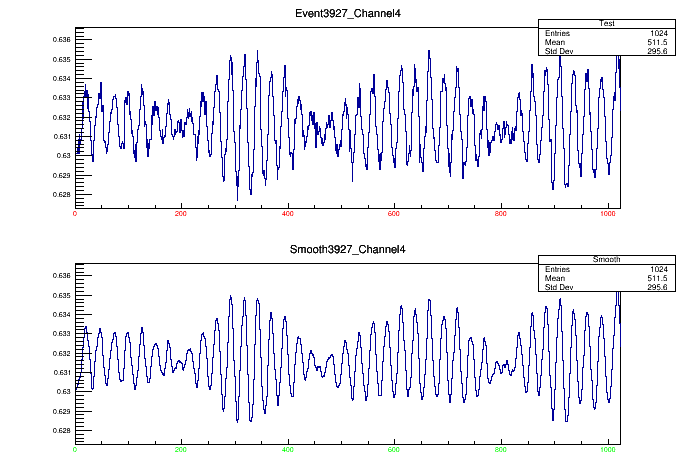 Event3927_Channel4
Test
Entries 1024
Mean 511.5
Std Dev 295.6
0.636
0.635
0.634
0.633
0.632
0.631
0.63
0.629
0.628
0 200 400 600 800 1000
Smooth3927_Channel4
Smooth
Entries 1024
Mean 511.5
Std Dev 295.6
0.636
0.635
0.634
0.633
0.632
0.631
0.63
0.629
0.628
0 200 400 600 800 1000